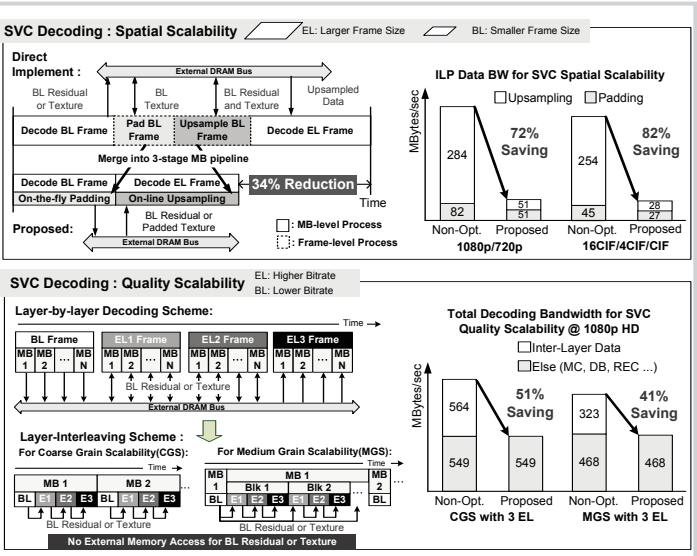 SVC Decoding : Spatial Scalability
EL: Larger Frame Size
BL: Smaller Frame Size
Direct
Implement :
External DRAM Bus
BL Residual
or Texture
BL
Texture
BL Residual
and Texture
Upsampled
Data
Decode BL Frame
Pad BL
Frame
Upsample BL
Frame
Decode EL Frame
Merge into 3-stage MB pipeline
Decode BL Frame
Decode EL Frame
34% Reduction
On-the-fly Padding
On-line Upsampling
Time
Proposed:
BL Residual or
Padded Texture
External DRAM Bus
: MB-level Process
: Frame-level Process
ILP Data BW for SVC Spatial Scalability
Upsampling
Padding
MBytes/sec
284
82
72%
Saving
51
51
254
45
82%
Saving
28
27
Non-Opt. Proposed
Non-Opt. Proposed
1080p/720p
16CIF/4CIF/CIF
SVC Decoding : Quality Scalability
EL: Higher Bitrate
BL: Lower Bitrate
Layer-by-layer Decoding Scheme:
Time
BL Frame
EL1 Frame
EL2 Frame
EL3 Frame
MB MB ... MB
1 2 N
MB MB ... MB
1 2 N
MB MB ... MB
1 2 N
MB MB ... MB
1 2 N
BL Residual or Texture
External DRAM Bus
Layer-Interleaving Scheme :
For Coarse Grain Scalability(CGS):
Time
MB 1
MB 2
...
BL E1 E2 E3 BL E1 E2 E3
BL Residual or Texture
For Medium Grain Scalability(MGS):
Time
MB
1
MB 1
MB
2
Blk 1
Blk 2
...
...
BL E1 E2 E3 E1 E2 E3 BL
BL Residual or Texture
No External Memory Access for BL Residual or Texture
Total Decoding Bandwidth for SVC
Quality Scalability @ 1080p HD
Inter-Layer Data
Else (MC, DB, REC ...)
MBytes/sec
564
549
51%
Saving
549
323
468
41%
Saving
468
Non-Opt. Proposed
Non-Opt. Proposed
CGS with 3 EL
MGS with 3 EL